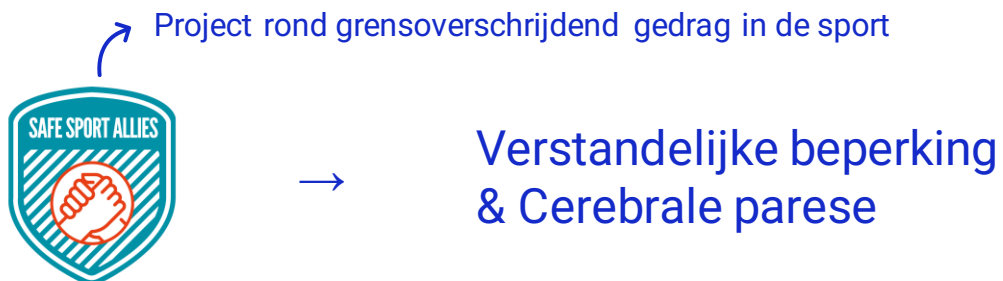 Project rond grensoverschrijdend gedrag in de sport
SAFE SPORT ALLIES
→ Verstandelijke beperking
& Cerebrale parese